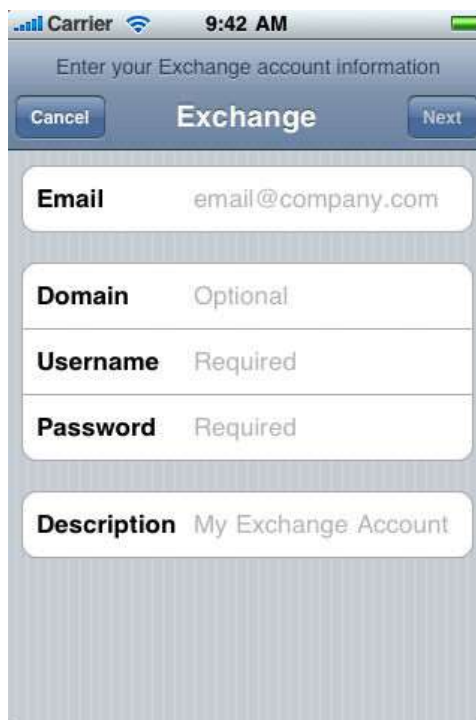 Carrier 9:42 AM
Enter your Exchange account information
Cancel Exchange Next
Email email@company.com
Domain Optional
Username Required
Password Required
Description My Exchange Account